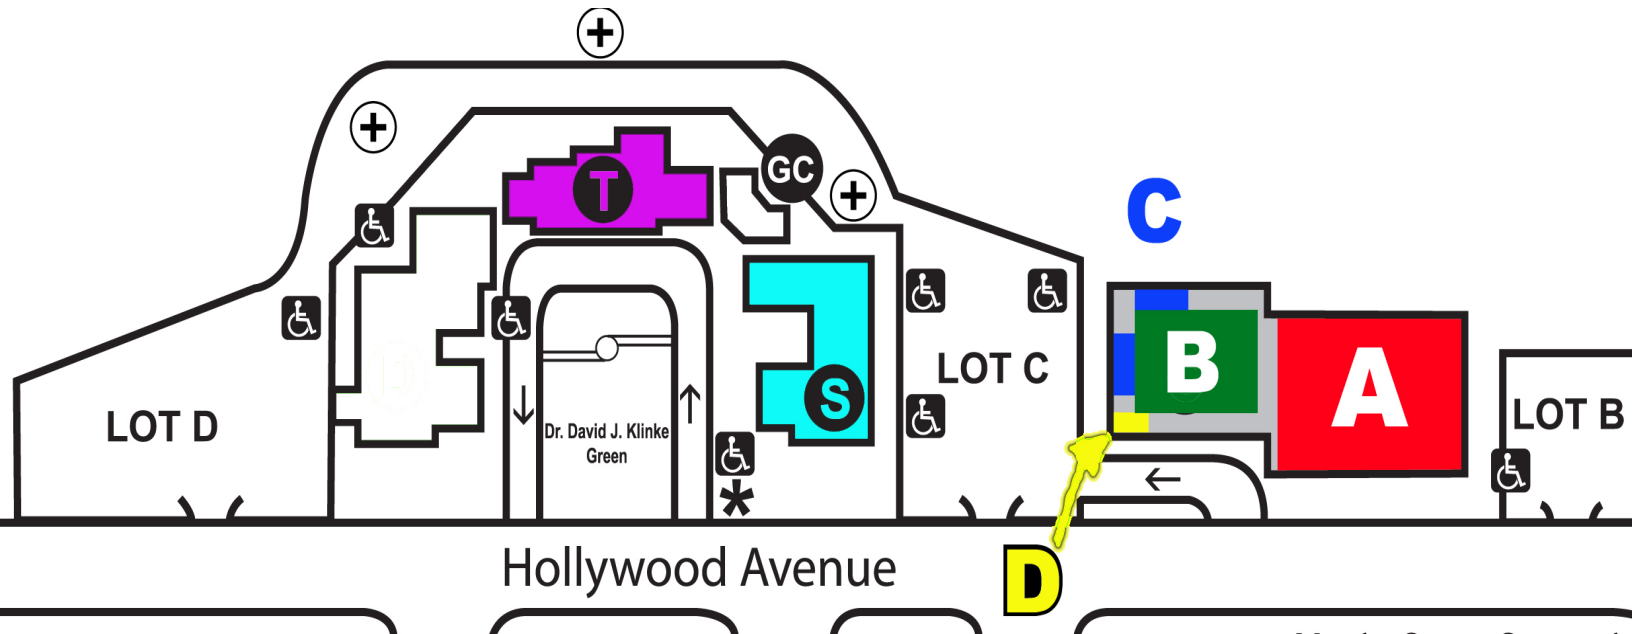 T
GC
C
B
A
S
LOT C
LOT D
LOT B
Dr. David J. Klinke
Green
*
Hollywood Avenue
D